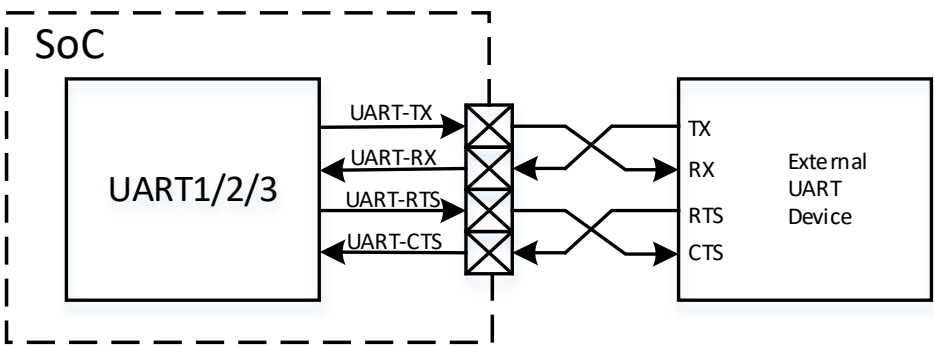 SoC
UART1/2/3
UART-TX
UART-RX
UART-RTS
UART-CTS
TX
RX
RTS
CTS
External
UART
Device